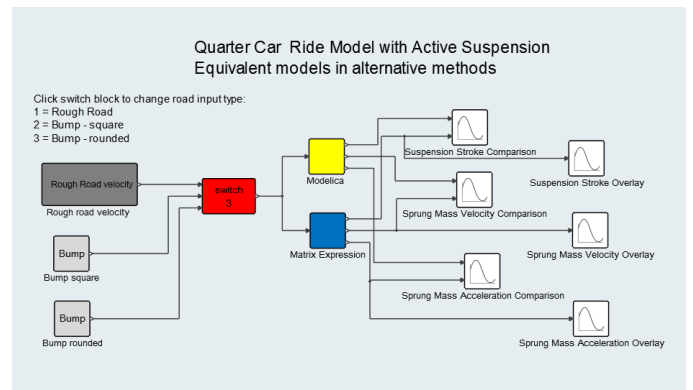 Quarter Car Ride Model with Active Suspension
Equivalent models in alternative methods
Click switch block to change road input type:
1 = Rough Road
2 = Bump - square
3 = Bump - rounded
Rough Road velocity
Rough road velocity
switch
3
Modelica
Suspension Stroke Comparison
Suspension Stroke Overlay
Sprung Mass Velocity Comparison
Bump
Bump square
Matrix Expression
Sprung Mass Velocity Overlay
Sprung Mass Acceleration Comparison
Bump
Bump rounded
Sprung Mass Acceleration Overlay